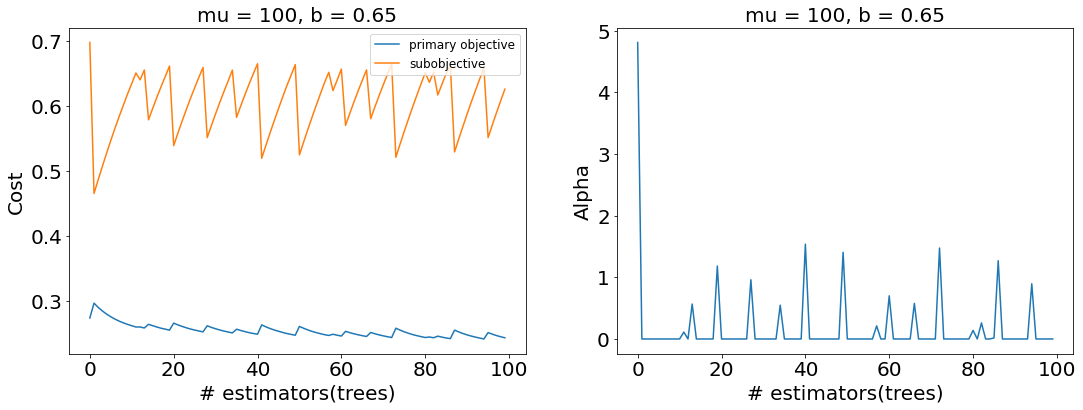 mu = 100, b = 0.65
Cost
0.7
0.6
0.5
0.4
0.3
primary objective
subobjective
0 20 40 60 80 100
# estimators(trees)
mu = 100, b = 0.65
Alpha
5
4
3
2
1
0
0 20 40 60 80 100
# estimators(trees)